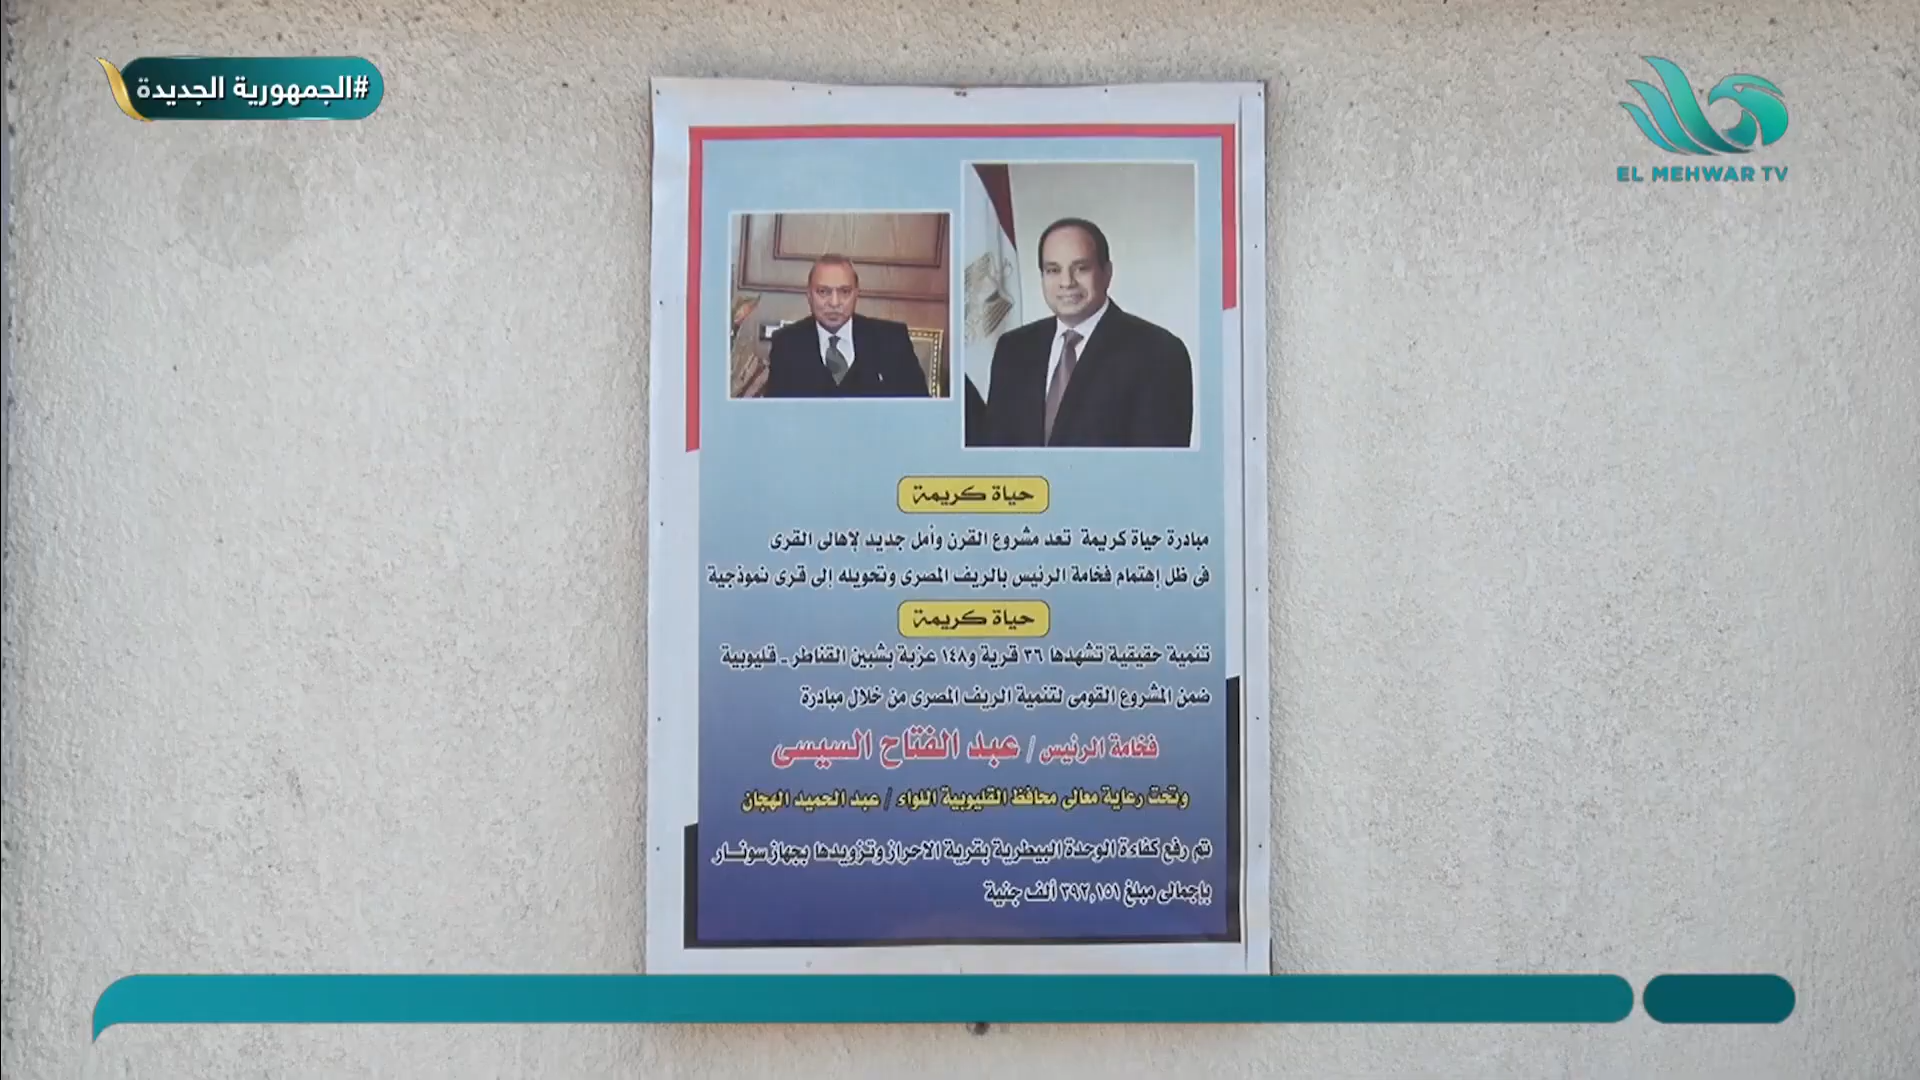 #الجمهورية الجديدة
EL MEHWAR TV
حياة كريمة
مبادرة حياة كريمة تعد مشروع القرن وأمل جديد لإهالى القرى
فى ظل إهتمام فخامة الرئيس بالريف المصرى وتحويله إلى قرى نموذجية
حياة كريمة
تنمية حقيقية تشهدها ٣٦ قرية و١٤٨ عزبة بشبين القناطر - قليوبية
ضمن المشروع القومى لتنمية الريف المصرى من خلال مبادرة
فخامة الرئيس / عبد الفتاح السيسى
وتحت رعاية معالى محافظ القليوبية اللواء / عبد الحميد الهجان
تم رفع كفاءة الوحدة البيطرية بقرية الاحراز وتزويدها بجهاز سونـار
بإجمالى مبلغ ٣٩٢,١٥١ ألف جنية